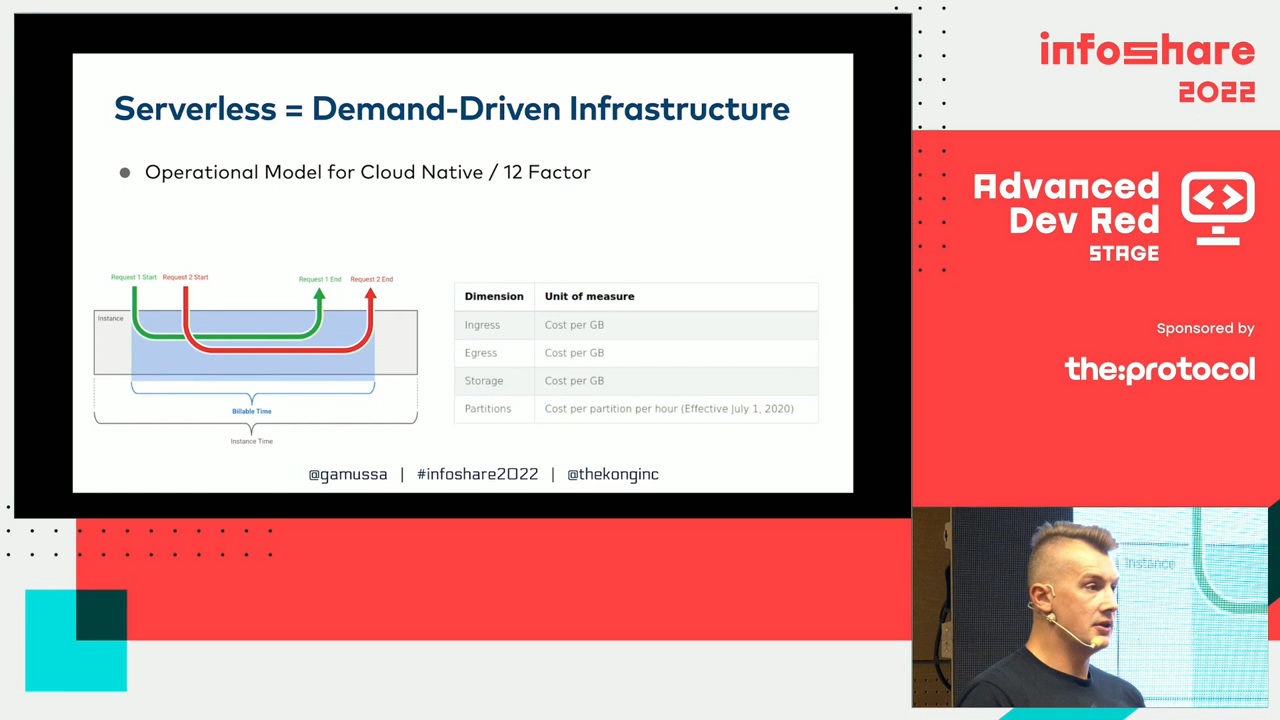 Serverless = Demand-Driven Infrastructure
Operational Model for Cloud Native / 12 Factor
Request 1 Start Request 2 Start Request 1 End Request 2 End
Instance
Billable Time
Instance Time
Dimension Unit of measure
Ingress Cost per GB
Egress Cost per GB
Storage Cost per GB
Partitions Cost per partition per hour (Effective July 1, 2020)
@gamussa | #infoshare2022 | @thekonginc
infoshare
2022
Advanced
Dev Red
STAGE
Sponsored by
the:protocol
Instance